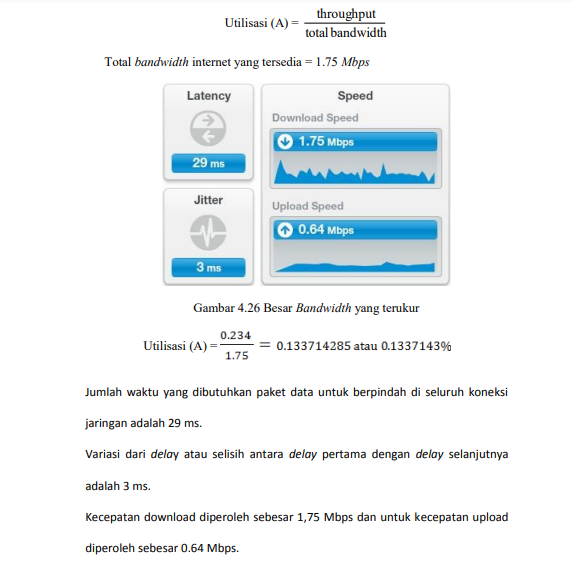 Utilisasi (A) = throughput / total bandwidth
Total bandwidth internet yang tersedia = 1.75 Mbps
Latency
29 ms
Jitter
3 ms
Speed
Download Speed
1.75 Mbps
Upload Speed
0.64 Mbps
Gambar 4.26 Besar Bandwidth yang terukur
Utilisasi (A) = 0.234 / 1.75 = 0.133714285 atau 0.1337143%
Jumlah waktu yang dibutuhkan paket data untuk berpindah di seluruh koneksi
jaringan adalah 29 ms.
Variasi dari delay atau selisih antara delay pertama dengan delay selanjutnya
adalah 3 ms.
Kecepatan download diperoleh sebesar 1,75 Mbps dan untuk kecepatan upload
diperoleh sebesar 0.64 Mbps.